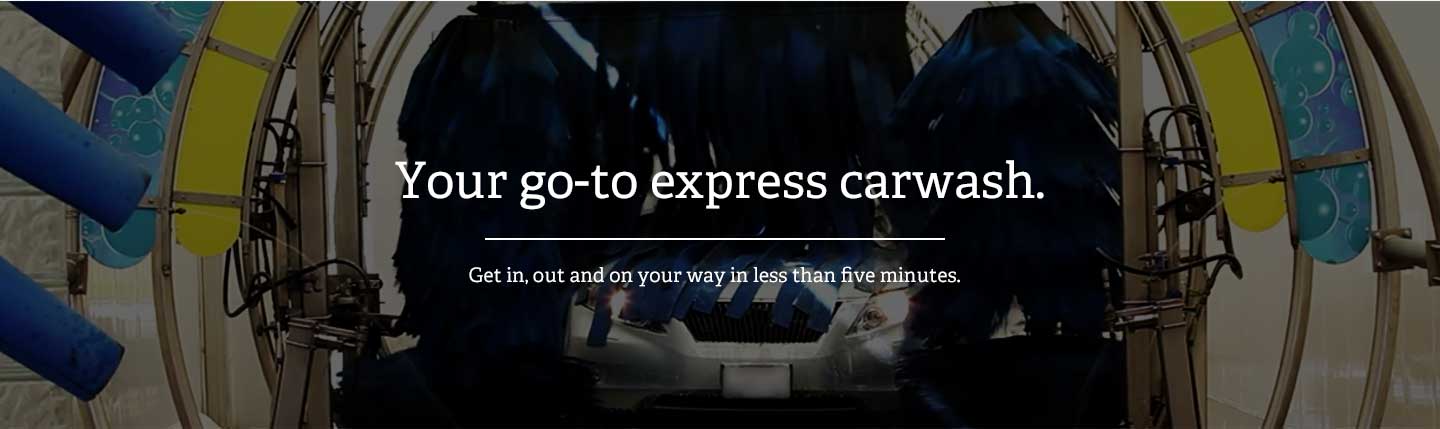 Your go-to express carwash.
Get in, out and on your way in less than five minutes.